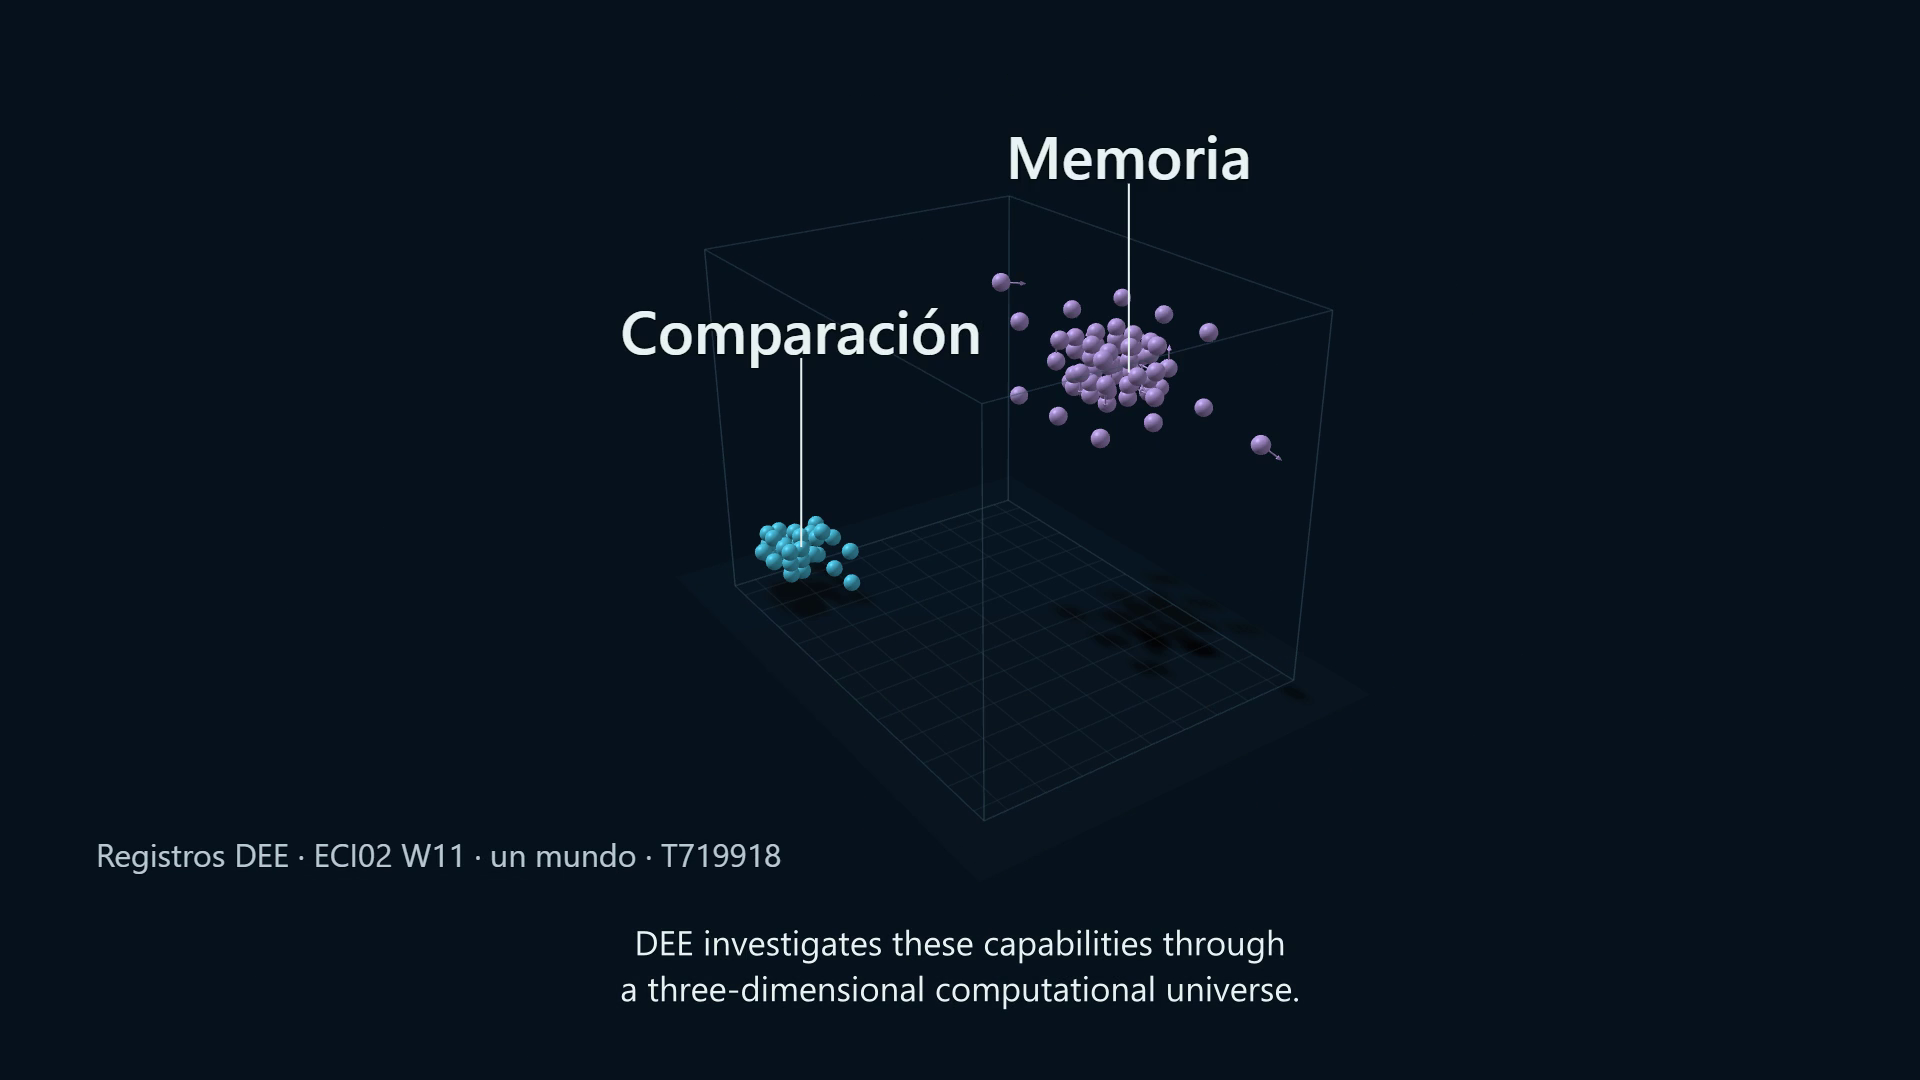 Memoria
Comparación
Registros DEE · ECI02 W11 · un mundo · T719918
DEE investigates these capabilities through
a three-dimensional computational universe.